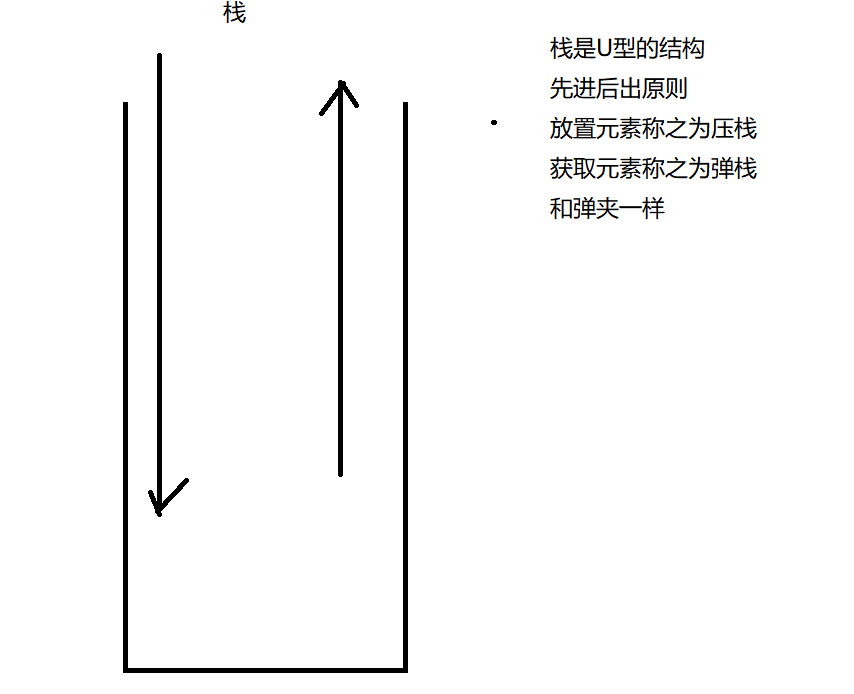 栈
栈是U型的结构
先进后出原则
放置元素称之为压栈
获取元素称之为弹栈
和弹夹一样